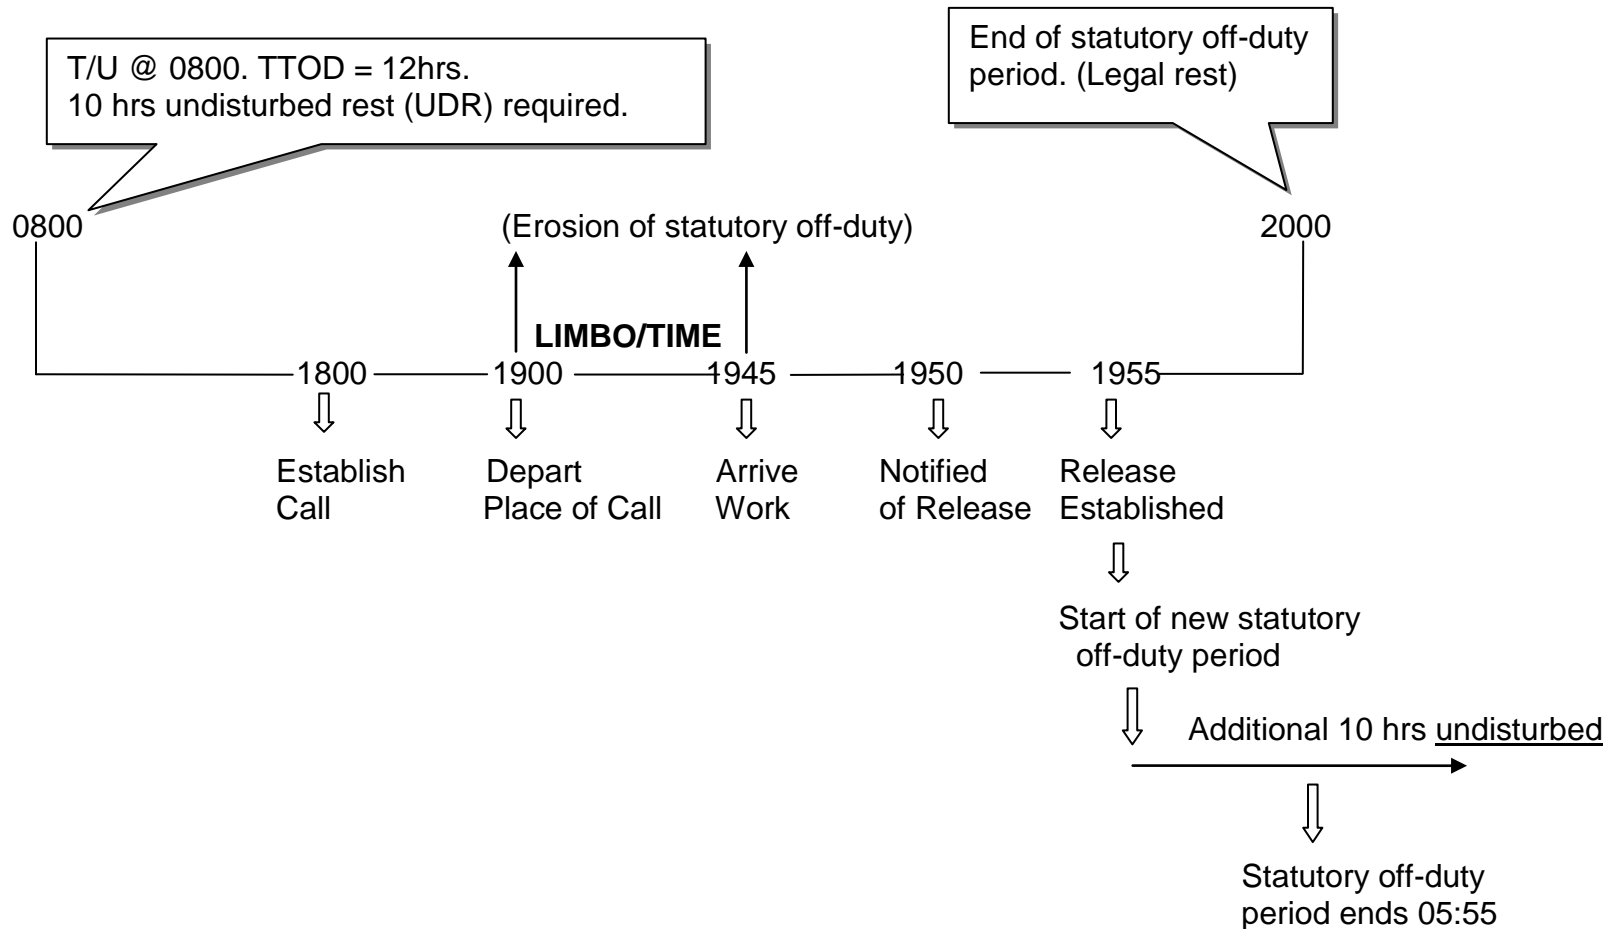 T/U @ 0800. TTOD = 12hrs.
10 hrs undisturbed rest (UDR) required.
End of statutory off-duty
period. (Legal rest)
0800
(Erosion of statutory off-duty)
2000
LIMBO/TIME
1800
1900
1945
1950
1955
Establish
Call
Depart
Place of Call
Arrive
Work
Notified
of Release
Release
Established
Start of new statutory
off-duty period
Additional 10 hrs undisturbed
Statutory off-duty
period ends 05:55